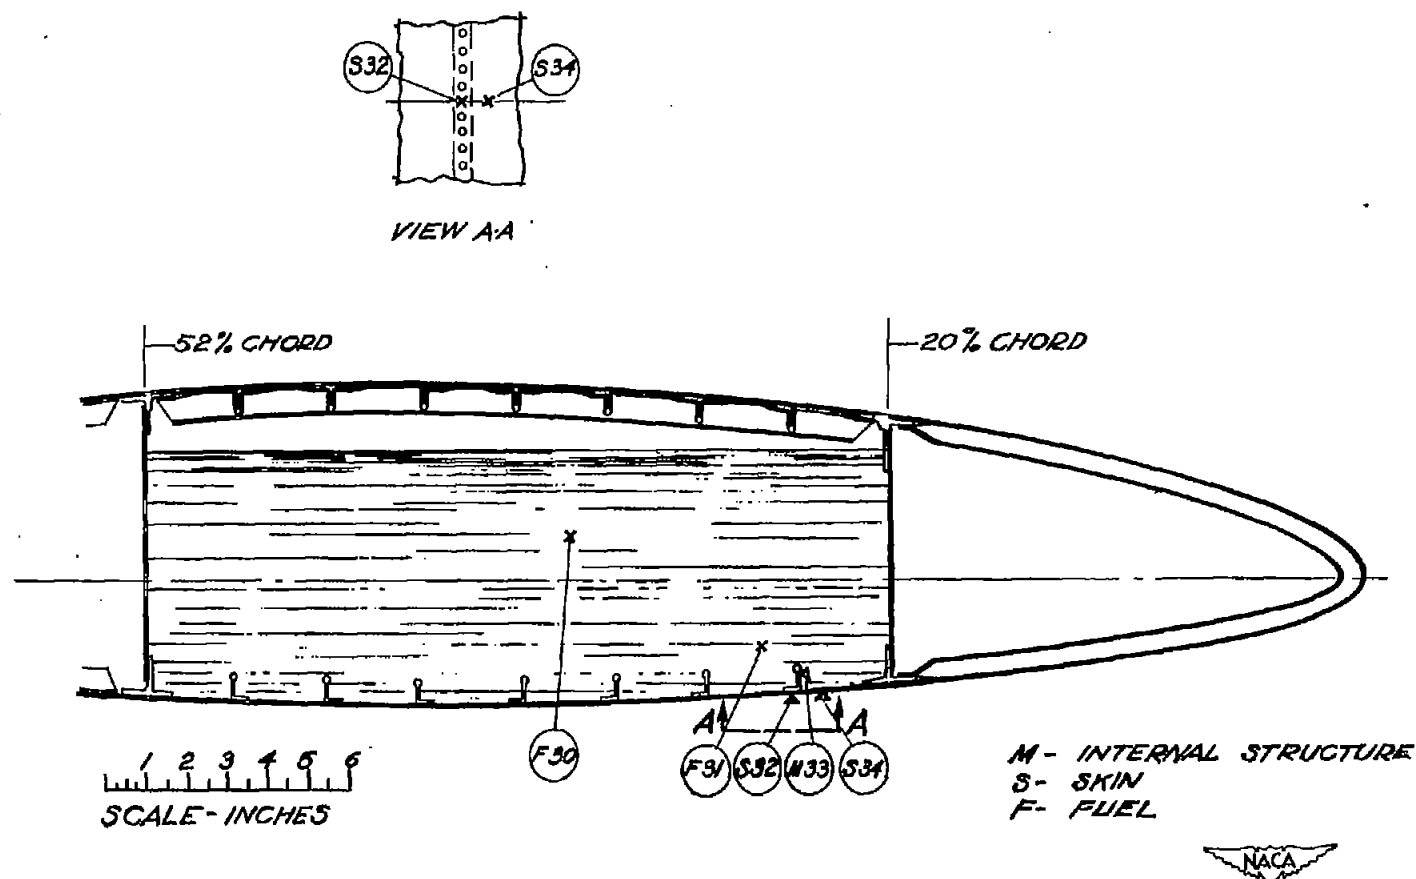 S32
S34
VIEW A-A
52% CHORD
20% CHORD
A
A
F30
F31
S32
M33
S34
1 2 3 4 5 6
SCALE - INCHES
M - INTERNAL STRUCTURE
S - SKIN
F - FUEL
NACA